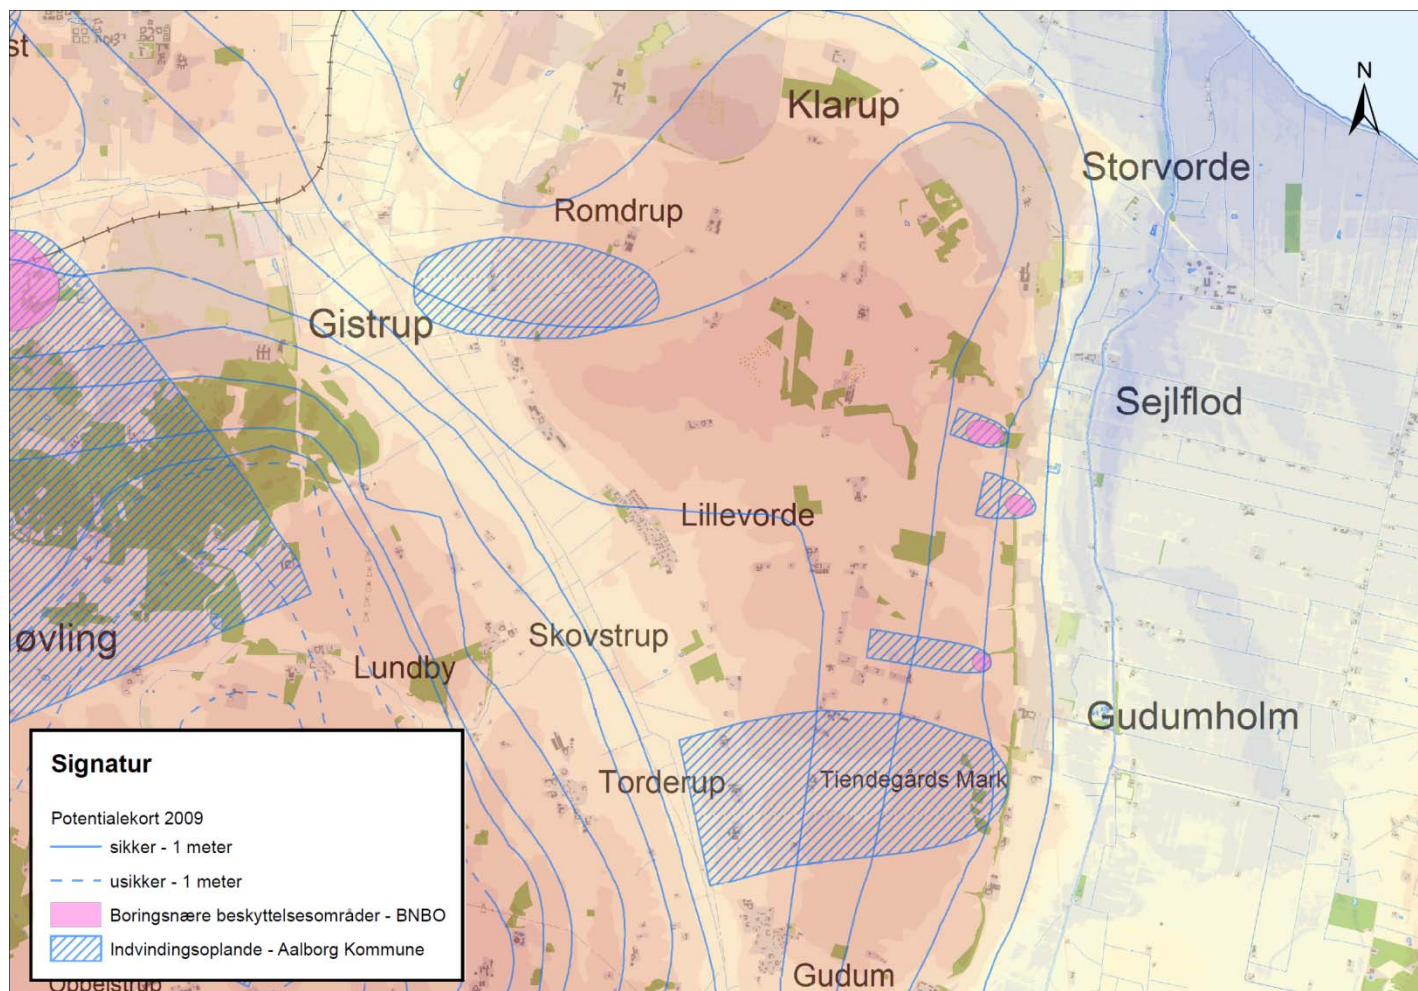 st
Klarup
N
Storvorde
Romdrup
Gistrup
Sejlflod
Lillevorde
Skovstrup
øvling
Lundby
Gudumholm
Torderup
Tiendegårds Mark
Gudum
Signatur
Potentialekort 2009
sikker - 1 meter
usikker - 1 meter
Boringsnære beskyttelsesområder - BNBO
Indvindingsoplande - Aalborg Kommune